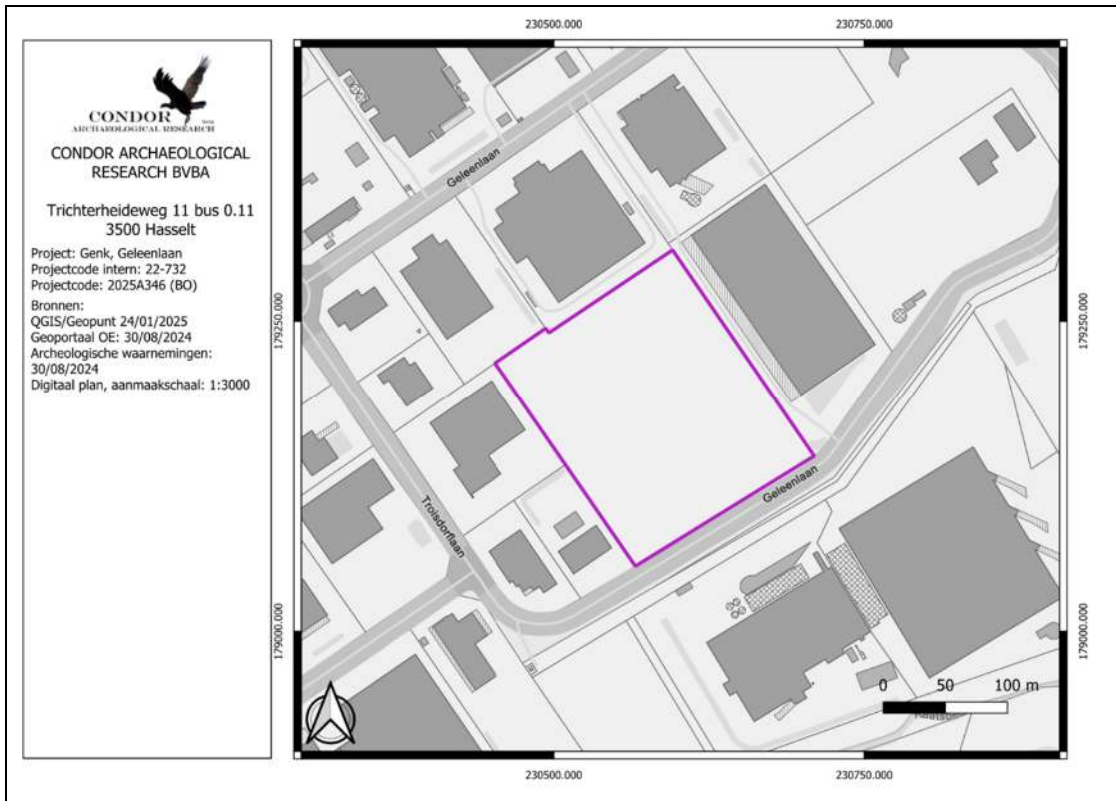 CONDOR bvba
ARCHAEOLOGICAL RESEARCH
CONDOR ARCHAEOLOGICAL
RESEARCH BVBA
Trichterheideweg 11 bus 0.11
3500 Hasselt
Project: Genk, Geleenlaan
Projectcode intern: 22-732
Projectcode: 2025A346 (BO)
Bronnen:
QGIS/Geopunt 24/01/2025
Geoportaal OE: 30/08/2024
Archeologische waarnemingen:
30/08/2024
Digitaal plan, aanmaakschaal: 1:3000
230500.000
230750.000
Geleenlaan
179250.000
179250.000
Geleenlaan
Troisdorflaan
179000.000
179000.000
0 50 100 m
230500.000
230750.000